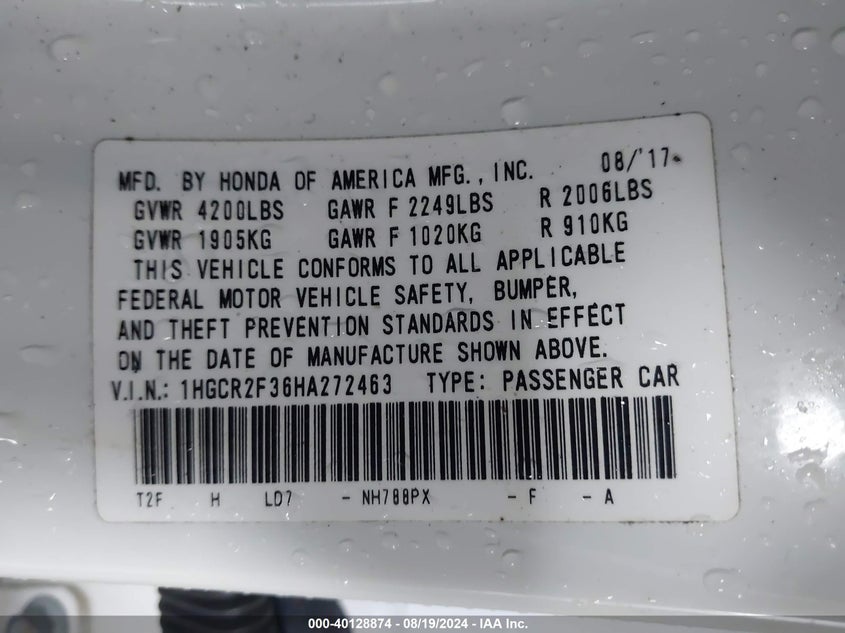 MFD. BY HONDA OF AMERICA MFG., INC. 08/'17
GVWR 4200LBS GAWR F 2249LBS R 2006LBS
GVWR 1905KG GAWR F 1020KG R 910KG
THIS VEHICLE CONFORMS TO ALL APPLICABLE
FEDERAL MOTOR VEHICLE SAFETY, BUMPER,
AND THEFT PREVENTION STANDARDS IN EFFECT
ON THE DATE OF MANUFACTURE SHOWN ABOVE.
V.I.N.: 1HGCR2F36HA272463 TYPE: PASSENGER CAR
T2F H LD7 - NH788PX - F - A
000-40128874 - 08/19/2024 - IAA Inc.